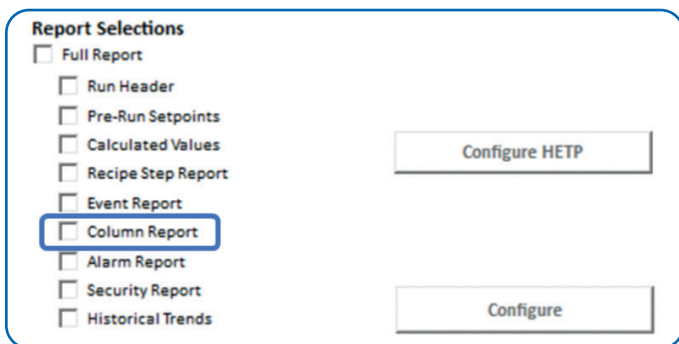 Report Selections
Full Report
Run Header
Pre-Run Setpoints
Calculated Values
Configure HETP
Recipe Step Report
Event Report
Column Report
Alarm Report
Security Report
Configure
Historical Trends